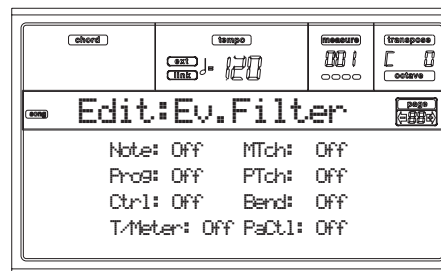 chord tempo measure transpose
ext link ♩= 120 001 C 0
octave
song Edit:Ev.Filter page
Note: Off MTch: Off
Prog: Off PTch: Off
Ctrl: Off Bend: Off
T/Meter: Off PaCtl: Off